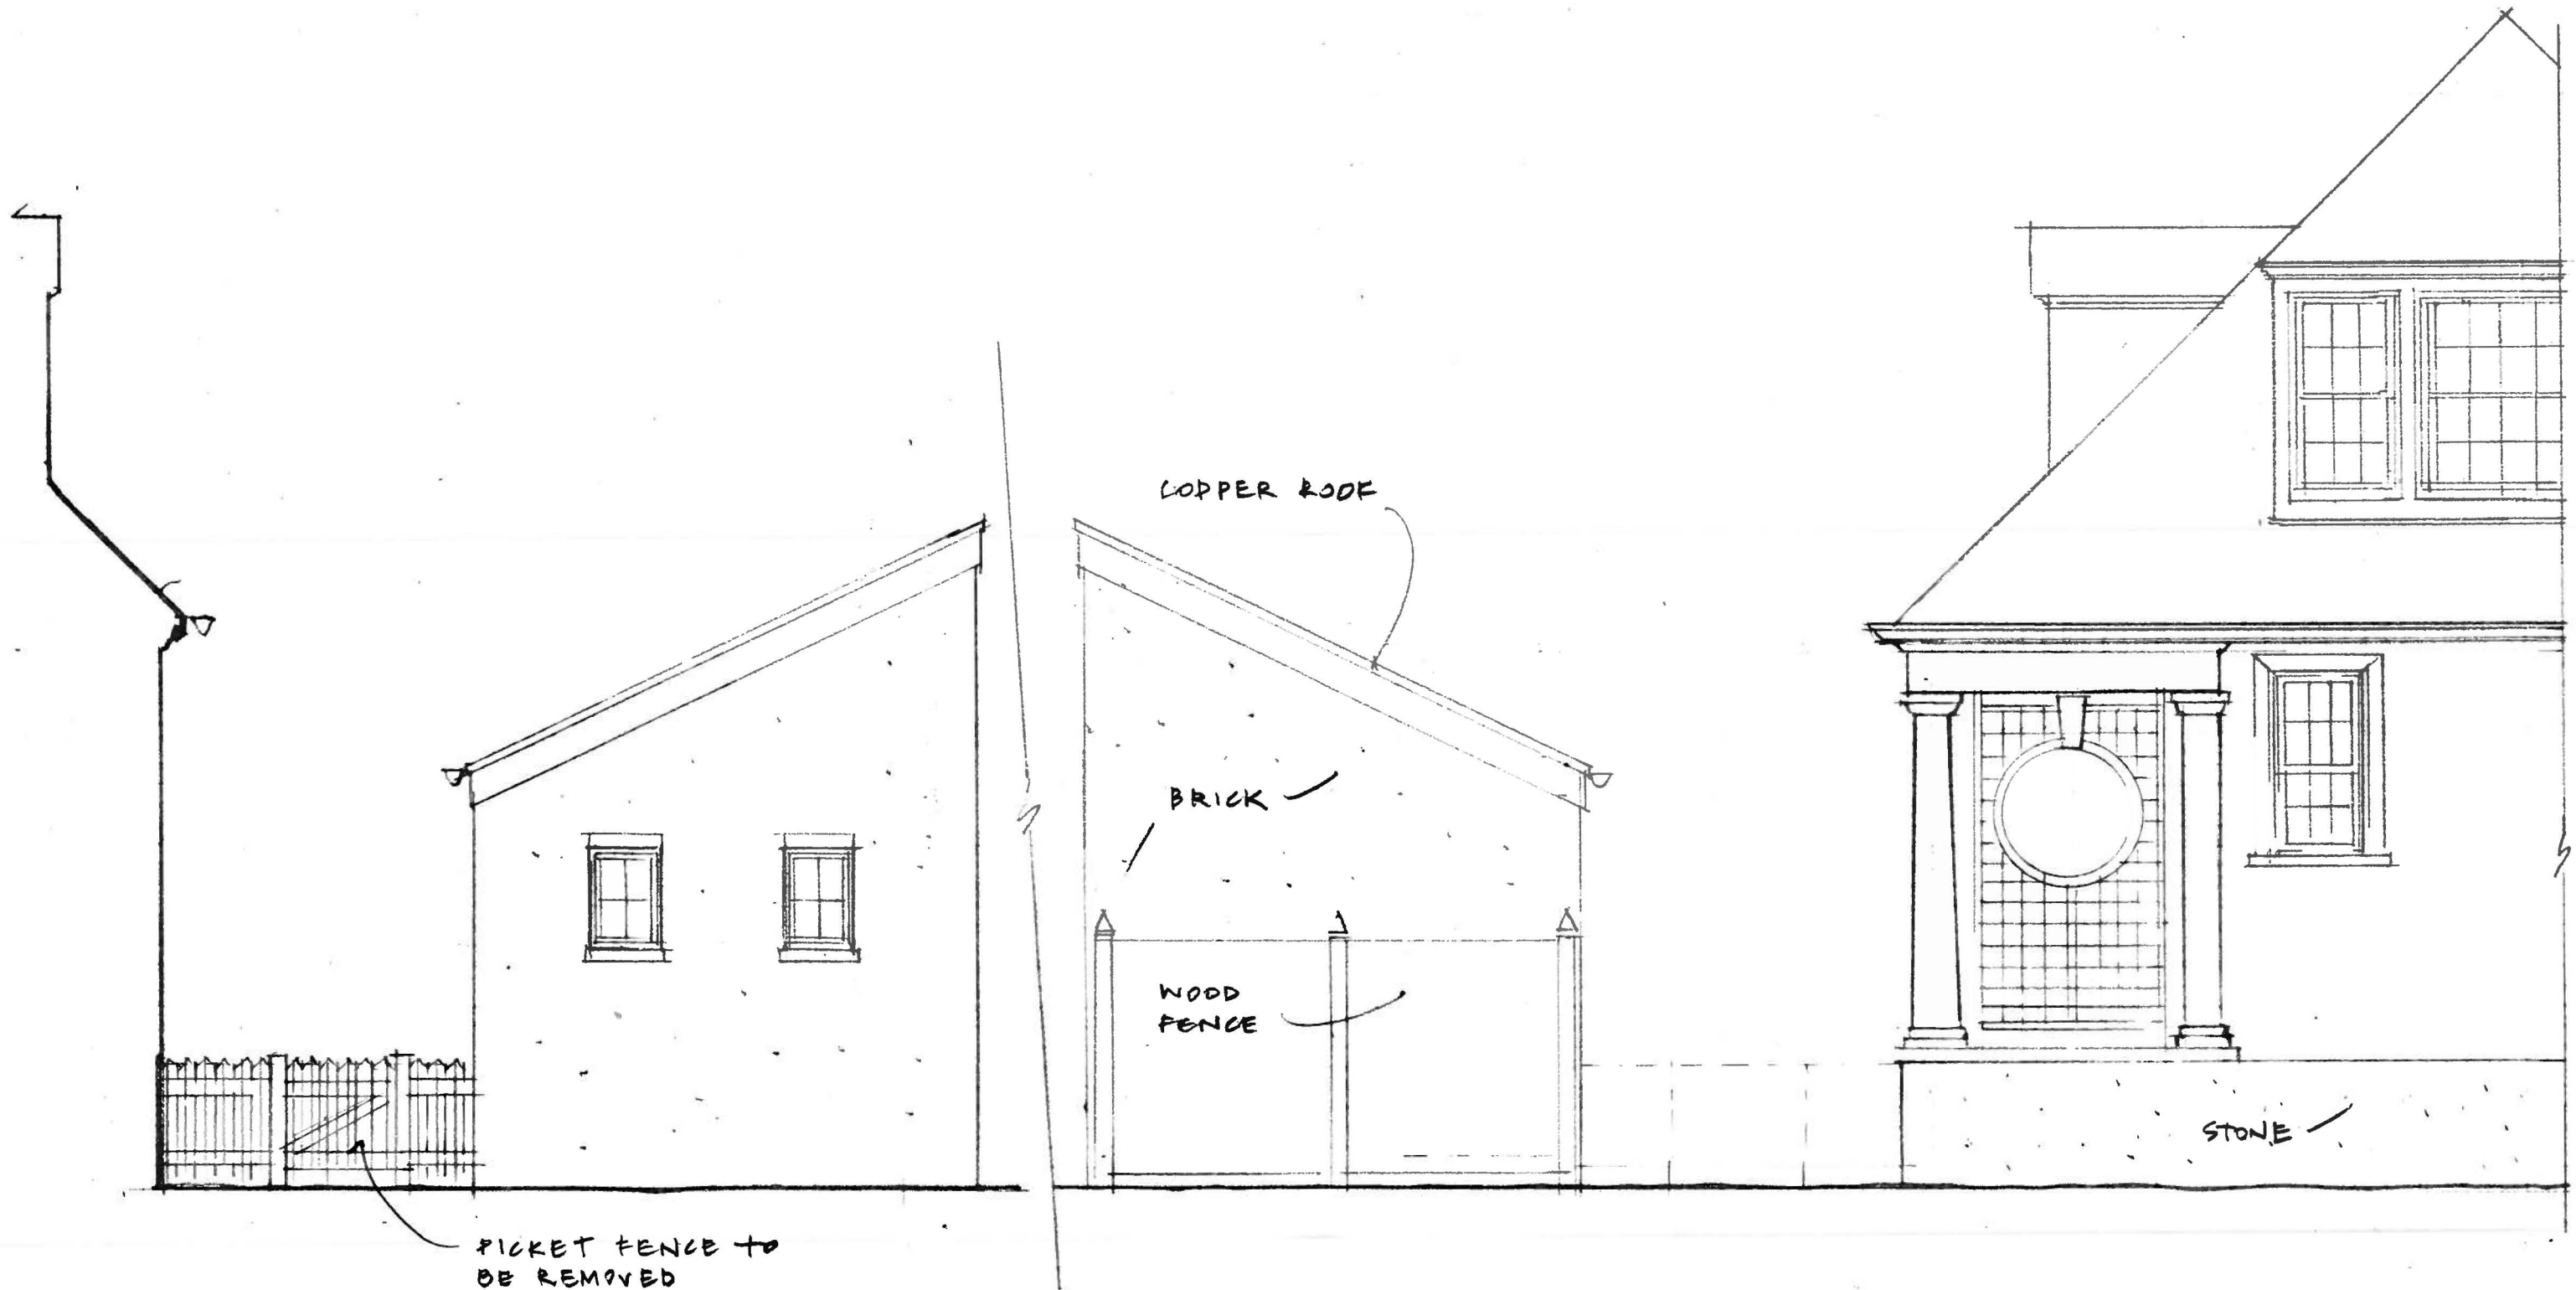 COPPER ROOF
BRICK
WOOD
FENCE
STONE
PICKET FENCE TO
BE REMOVED